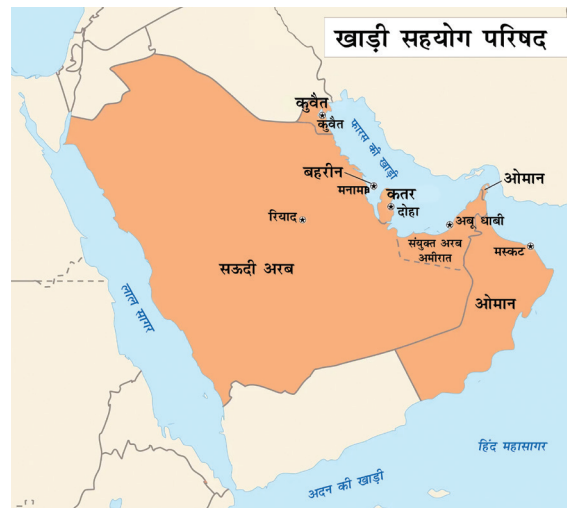 खाड़ी सहयोग परिषद
कुवैत
कुवैत
फ़ारस की खाड़ी
बहरीन
मनामा
कतर
दोहा
ओमान
अबू धाबी
रियाद
संयुक्त अरब
अमीरात
मस्कट
सऊदी अरब
ओमान
लाल सागर
हिंद महासागर
अदन की खाड़ी